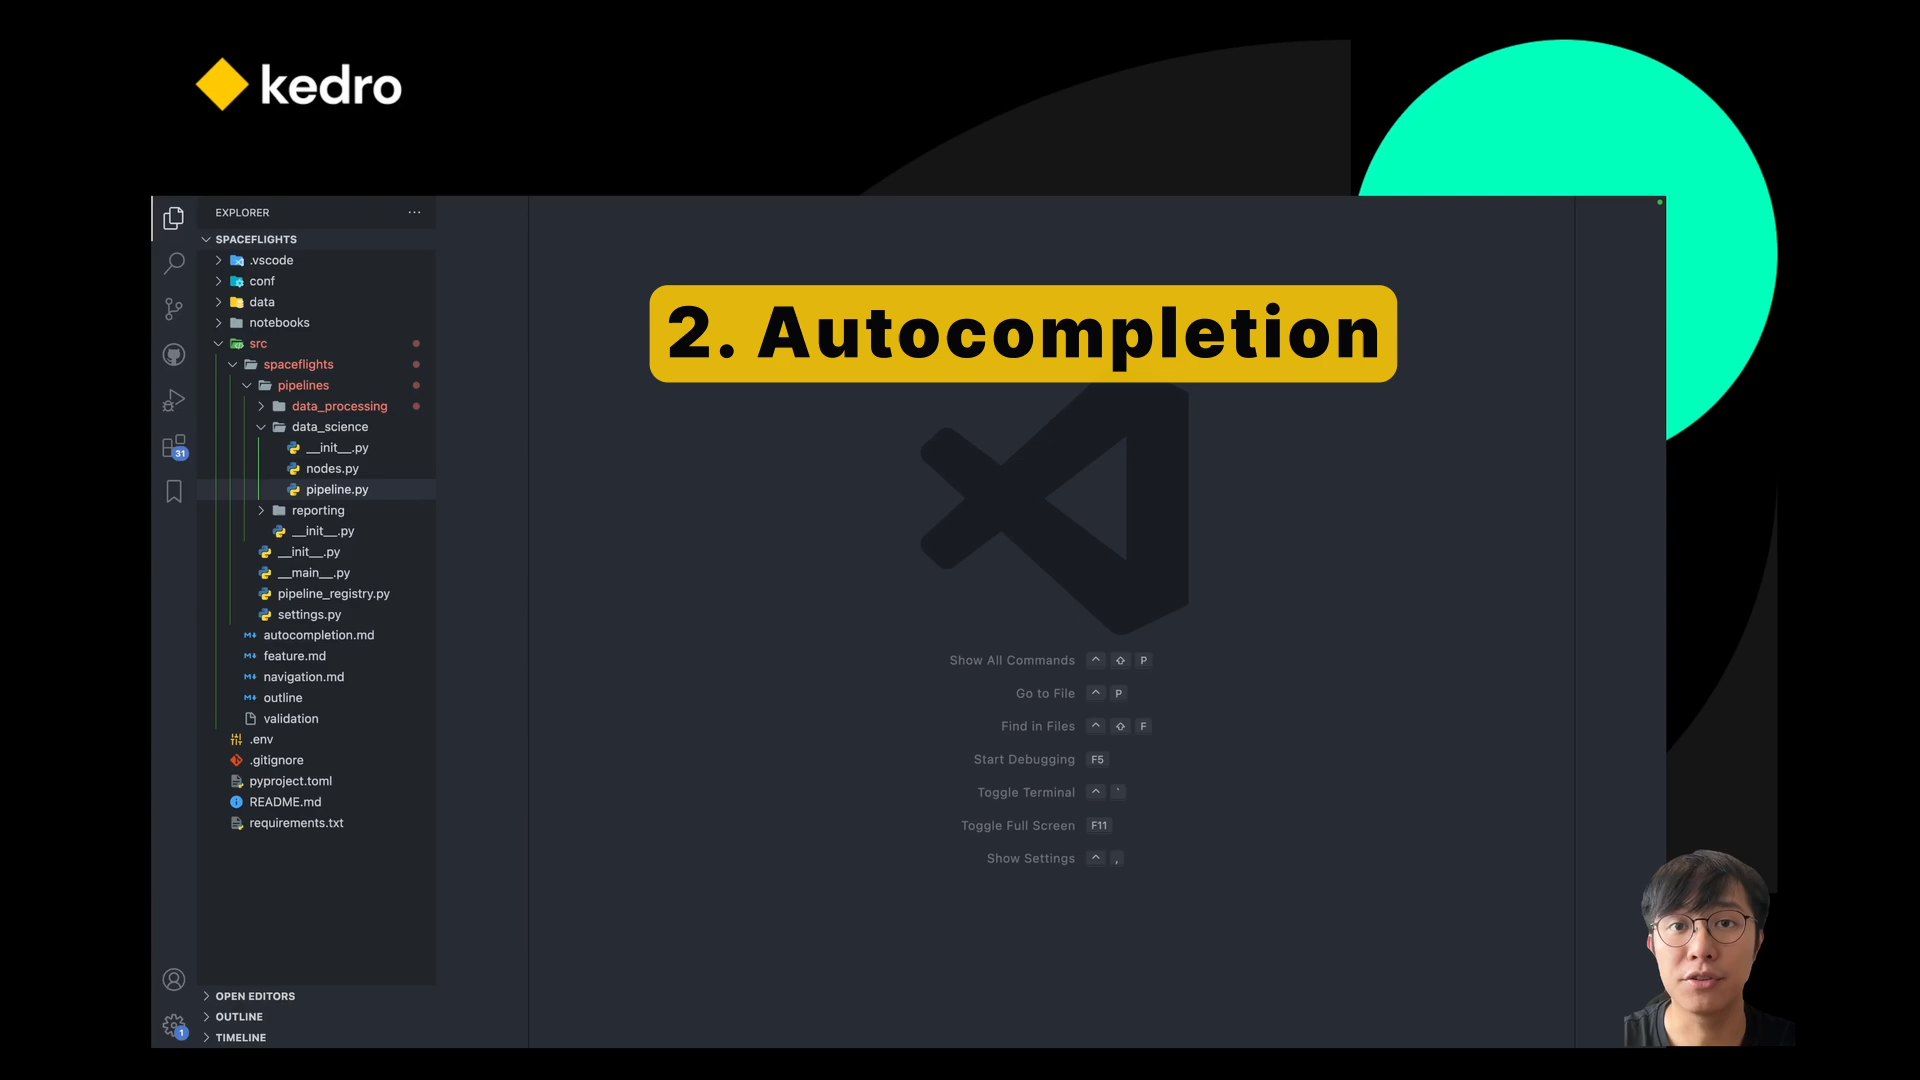 kedro
EXPLORER
SPACEFLIGHTS
.vscode
conf
data
notebooks
src
spaceflights
pipelines
data_processing
data_science
__init__.py
nodes.py
pipeline.py
reporting
__init__.py
__init__.py
__main__.py
pipeline_registry.py
settings.py
autocompletion.md
feature.md
navigation.md
outline
validation
.env
.gitignore
pyproject.toml
README.md
requirements.txt
OPEN EDITORS
OUTLINE
TIMELINE
31
1
2. Autocompletion
Show All Commands ^ ⇧ P
Go to File ^ P
Find in Files ^ ⇧ F
Start Debugging F5
Toggle Terminal ^ `
Toggle Full Screen F11
Show Settings ^ ,